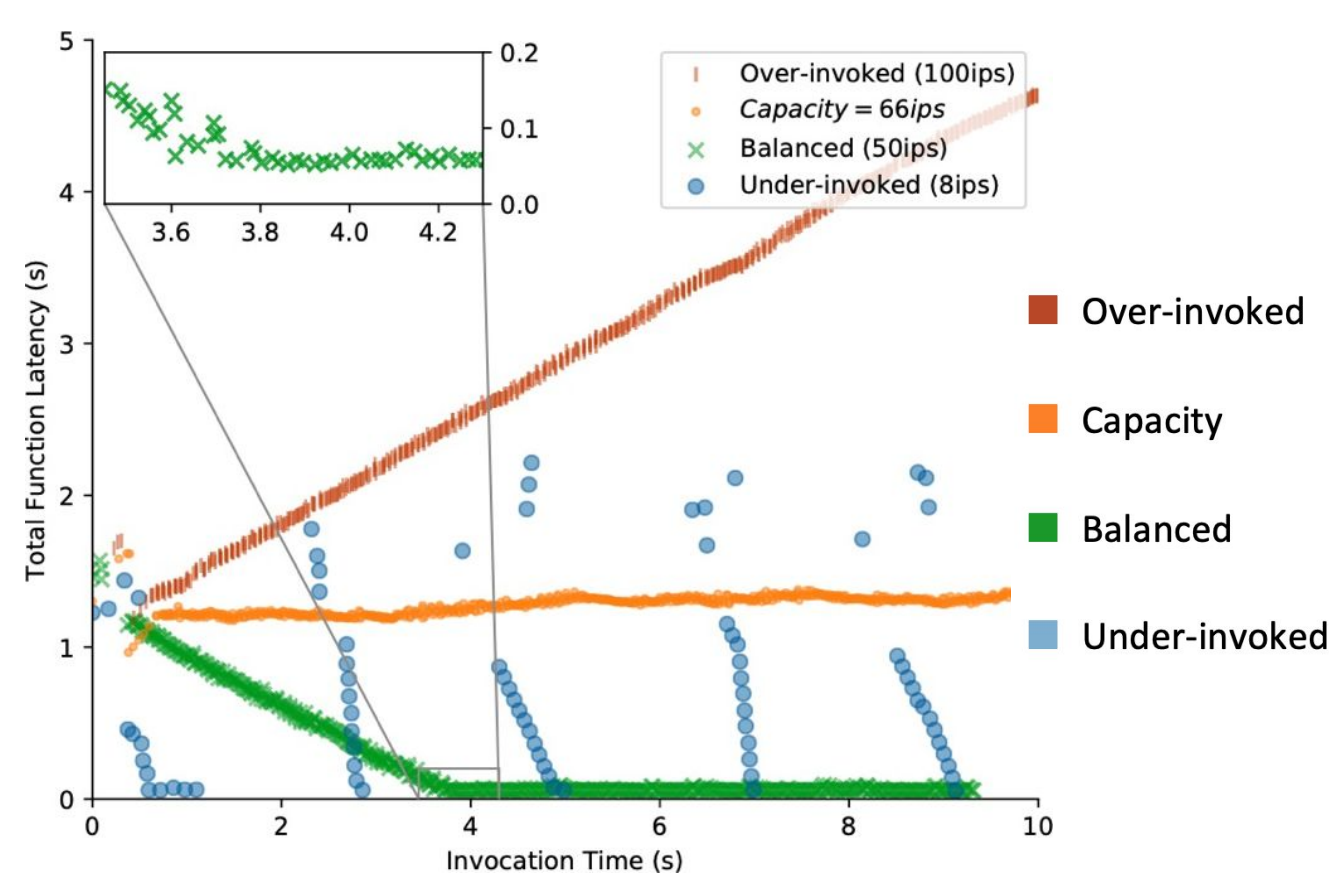 5
4
3
2
1
0
Total Function Latency (s)
0.2
0.1
0.0
3.6 3.8 4.0 4.2
Over-invoked (100ips)
Capacity = 66ips
Balanced (50ips)
Under-invoked (8ips)
0 2 4 6 8 10
Invocation Time (s)
Over-invoked
Capacity
Balanced
Under-invoked